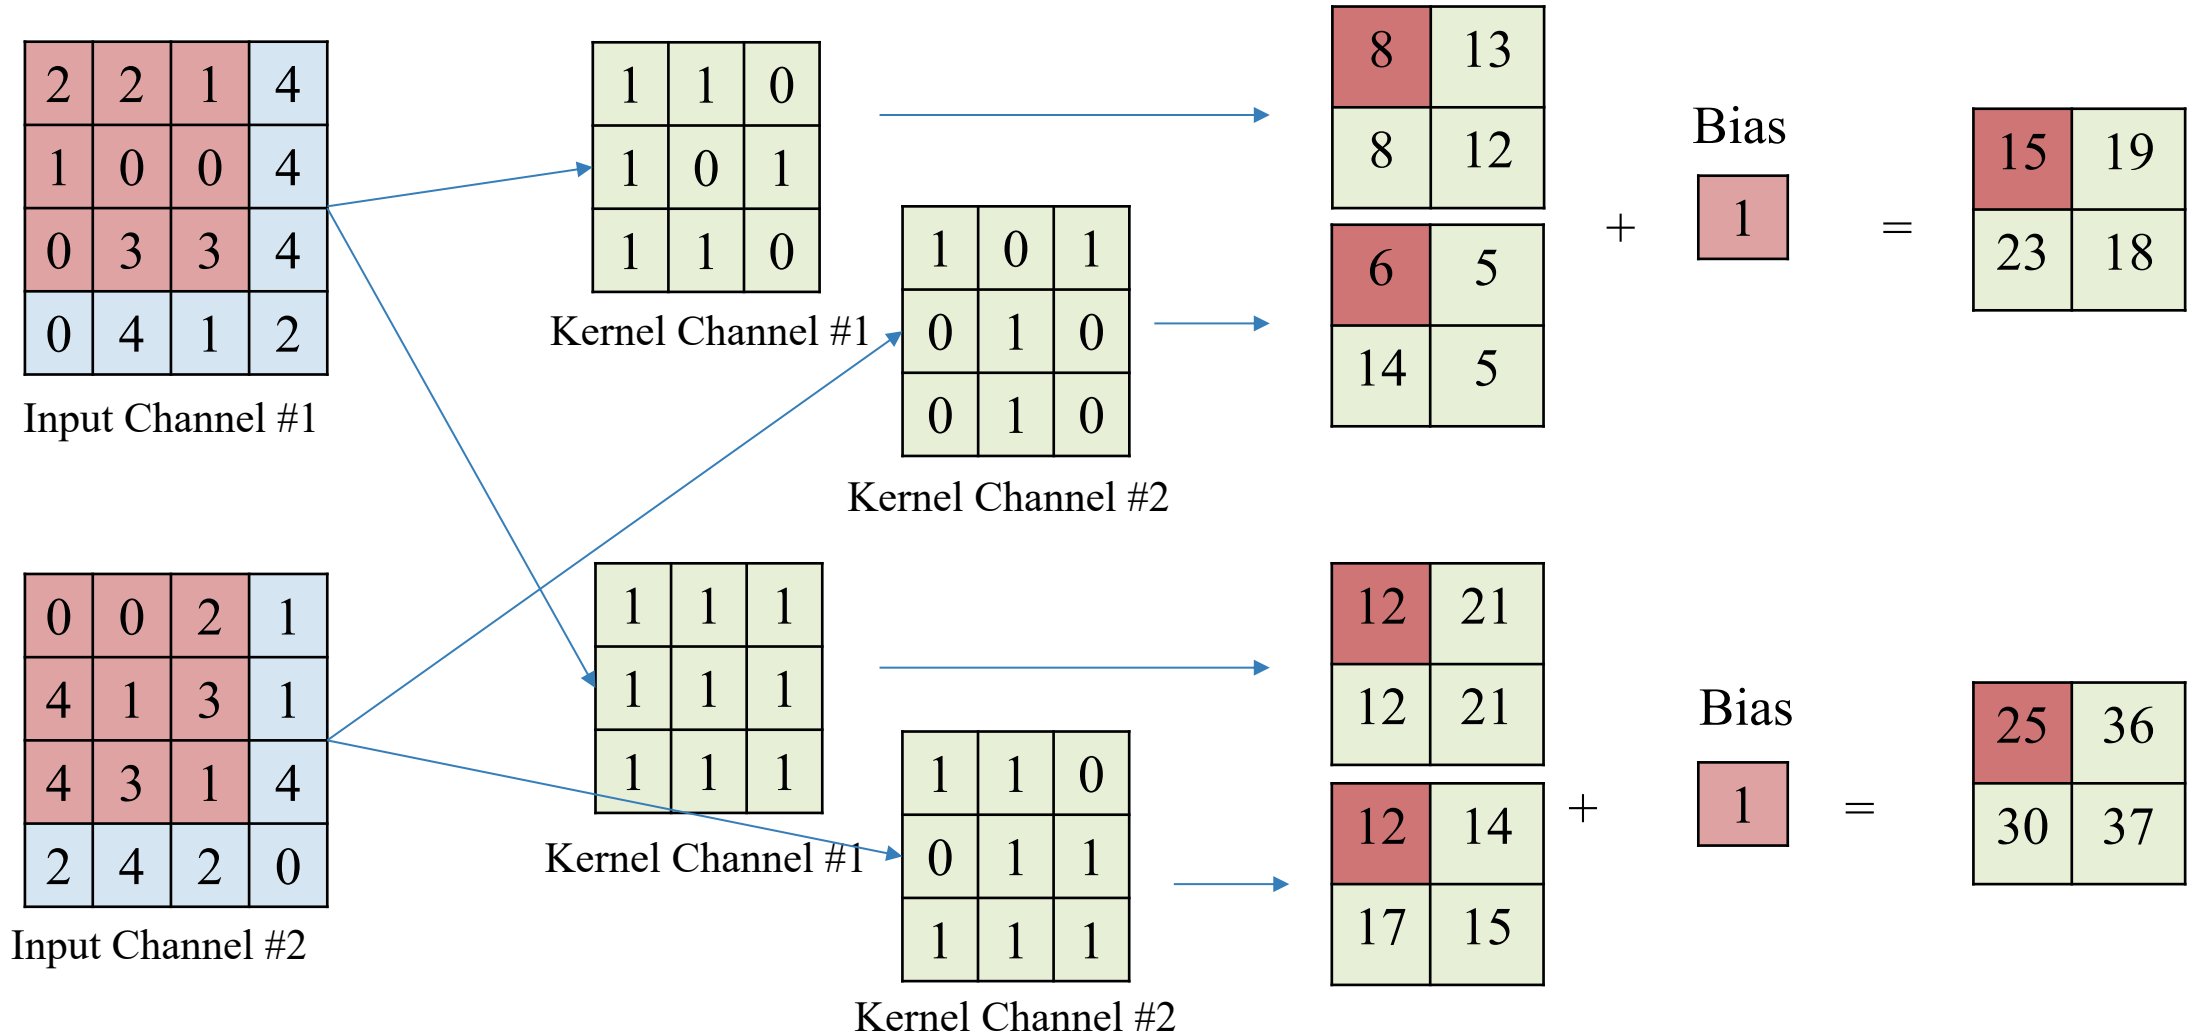 2 2 1 4
1 0 0 4
0 3 3 4
0 4 1 2
Input Channel #1
1 1 0
1 0 1
1 1 0
Kernel Channel #1
1 0 1
0 1 0
0 1 0
Kernel Channel #2
8 13
8 12
6 5
14 5
+
Bias
1
=
15 19
23 18
0 0 2 1
4 1 3 1
4 3 1 4
2 4 2 0
Input Channel #2
1 1 1
1 1 1
1 1 1
Kernel Channel #1
1 1 0
0 1 1
1 1 1
Kernel Channel #2
12 21
12 21
12 14
17 15
+
Bias
1
=
25 36
30 37